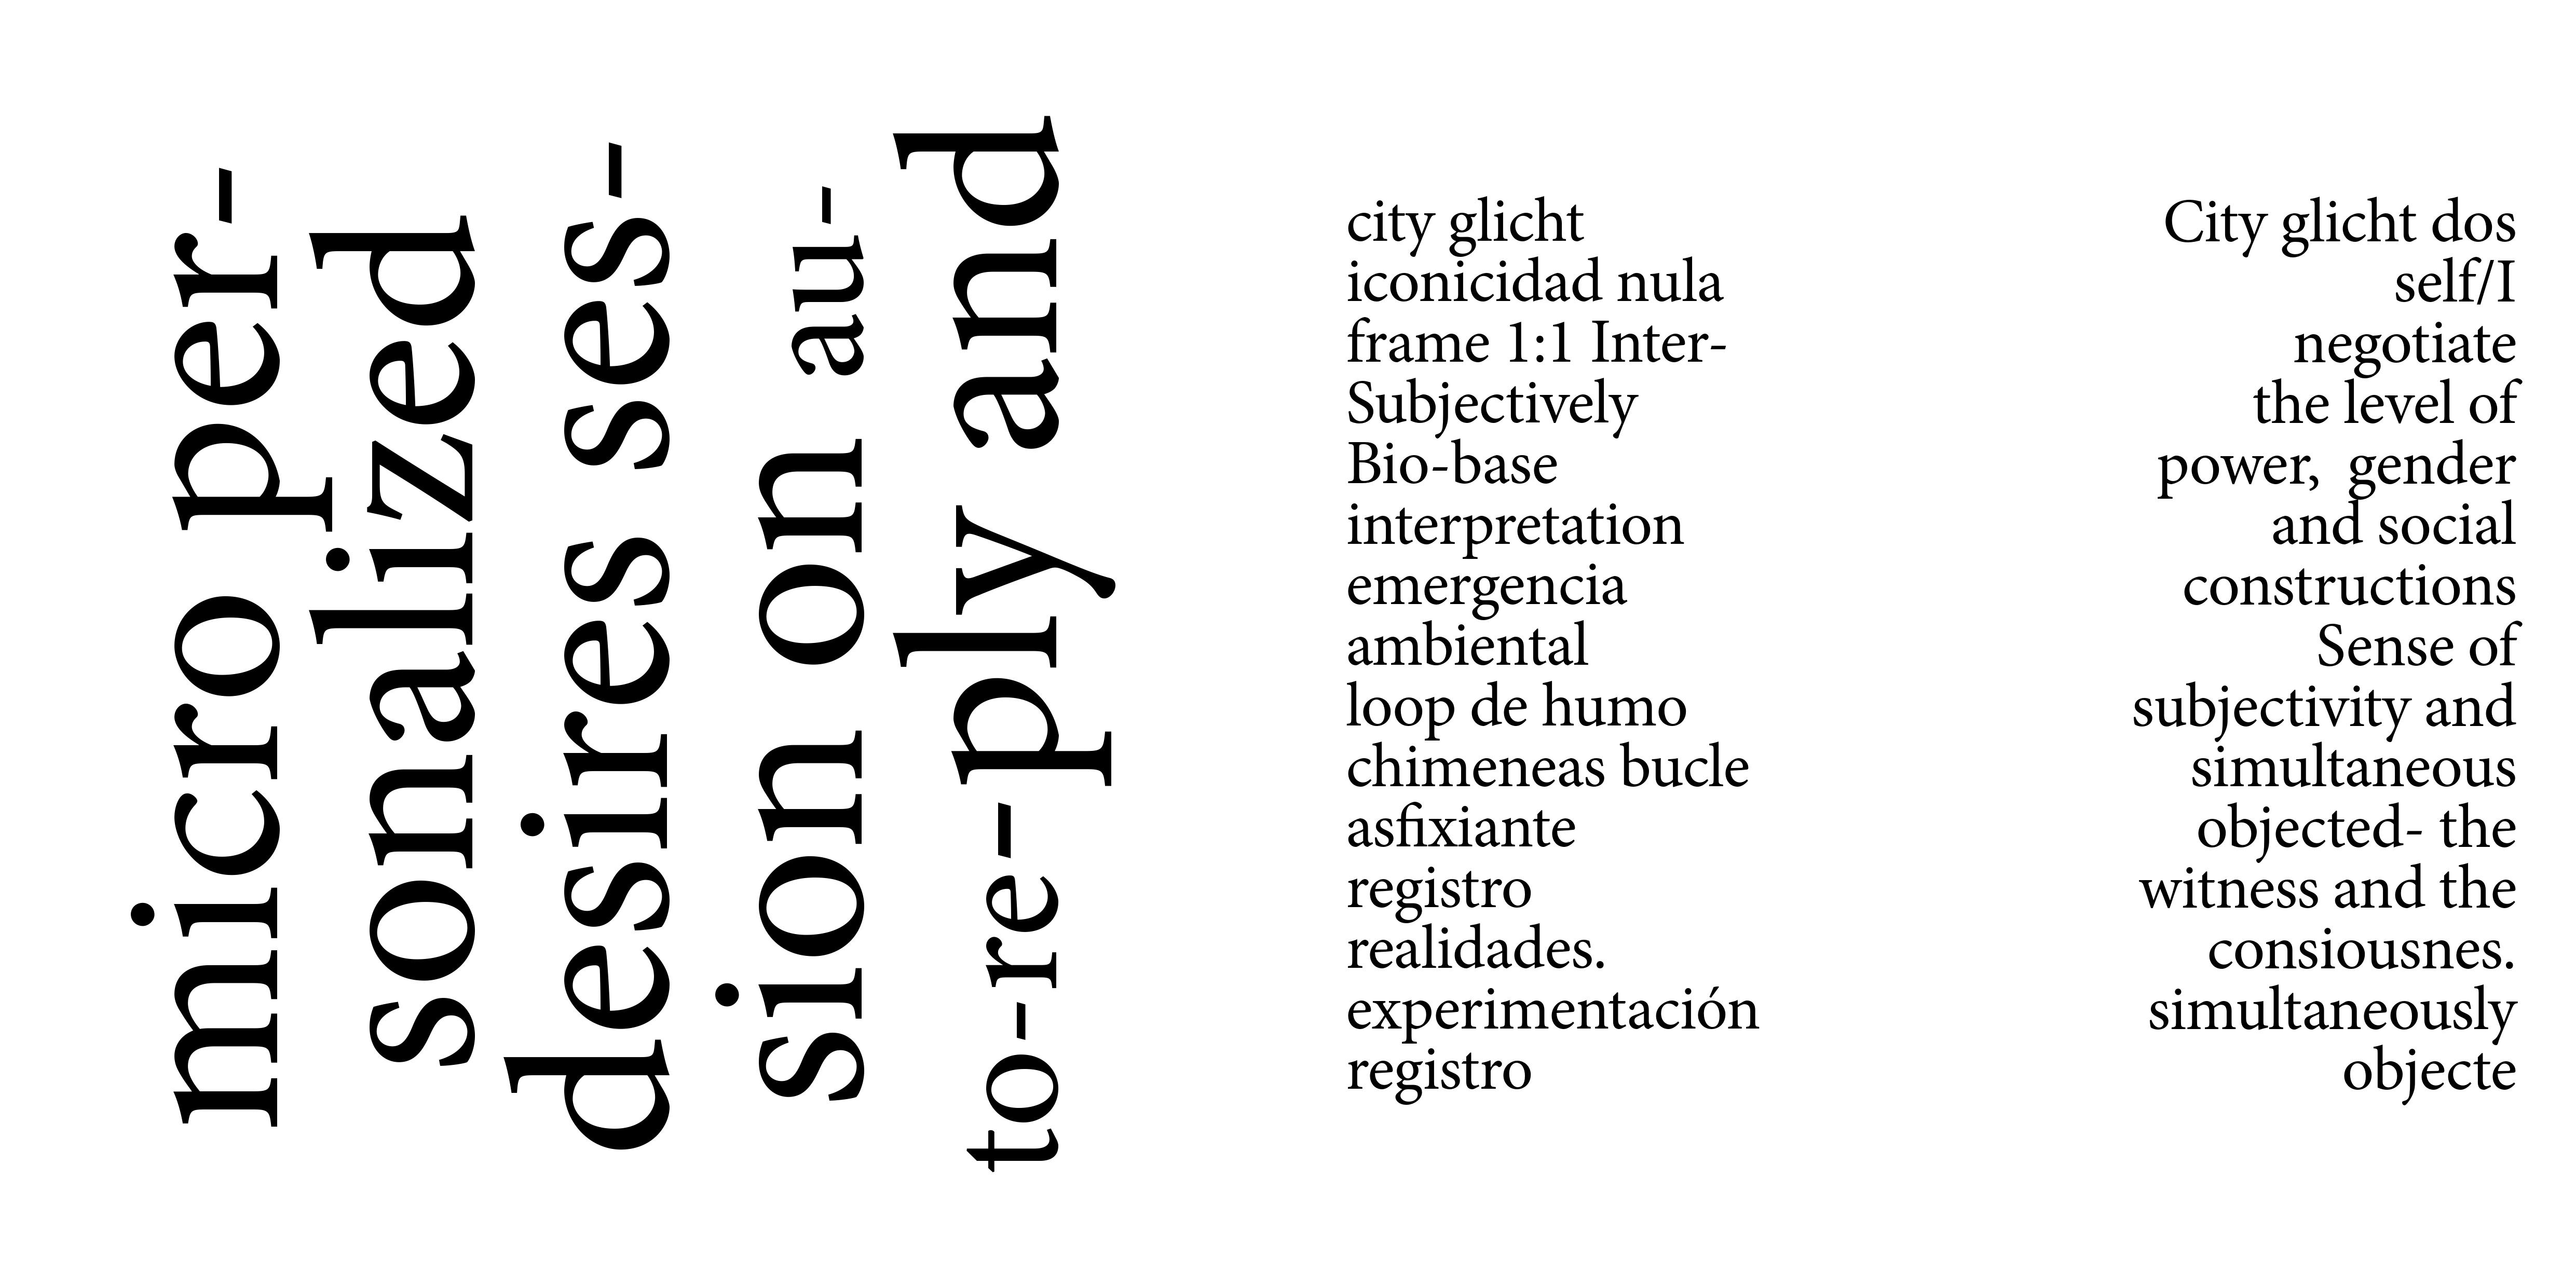 micro per-
sonalized
desires ses-
sion on au-
to-re-ply and
city glicht
iconicidad nula
frame 1:1 Inter-
Subjectively
Bio-base
interpretation
emergencia
ambiental
loop de humo
chimeneas bucle
asfixiante
registro
realidades.
experimentación
registro
City glicht dos
self/I
negotiate
the level of
power,  gender
and social
constructions
Sense of
subjectivity and
simultaneous
objected- the
witness and the
consiousnes.
simultaneously
objecte